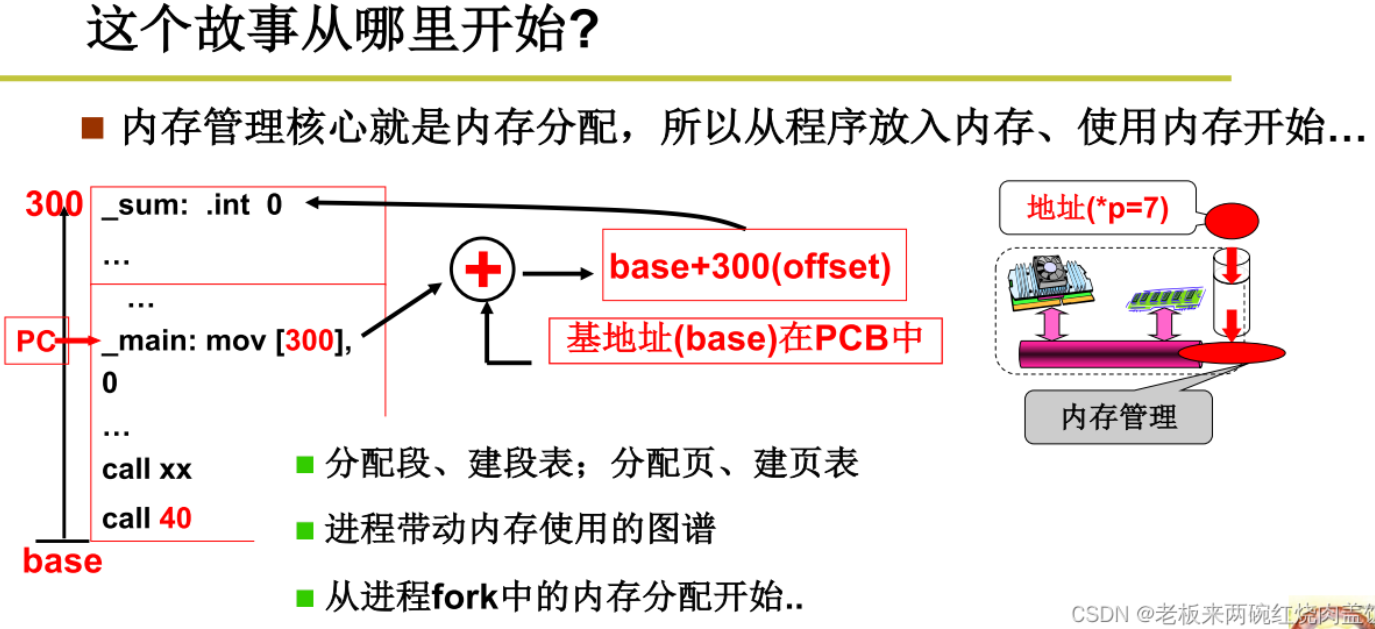 这个故事从哪里开始?
■ 内存管理核心就是内存分配，所以从程序放入内存、使用内存开始...
300
_sum: .int 0
...
...
PC
_main: mov [300],
0
...
call xx
call 40
base
+
base+300(offset)
基地址(base)在PCB中
地址(*p=7)
内存管理
■ 分配段、建段表；分配页、建页表
■ 进程带动内存使用的图谱
■ 从进程fork中的内存分配开始..
CSDN @老板来两碗红烧肉盖